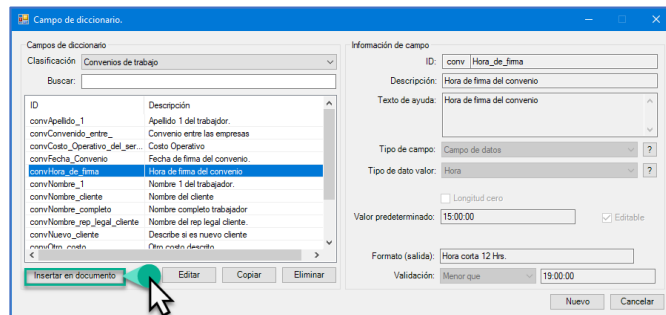 Campo de diccionario.
Campos de diccionario
Clasificación Convenios de trabajo
Buscar:
ID Descripción
convApellido_1 Apellido 1 del trabajdor.
convConvenido_entre_ Convenio entre las empresas
convCosto_Operativo_del_ser... Costo Operativo
convFecha_Convenio Fecha de firma del convenio.
convHora_de_firma Hora de firma del convenio
convNombre_1 Nombre 1 del trabajador.
convNombre_cliente Nombre del cliente
convNombre_completo Nombre completo trabajador
convNombre_rep_legal_cliente Nombre del rep legal cliente.
convNuevo_cliente Describe si es nuevo cliente
convOtro_costo Otro costo descrito
Insertar en documento Editar Copiar Eliminar
Información de campo
ID: conv Hora_de_firma
Descripción: Hora de firma del convenio
Texto de ayuda: Hora de firma del convenio
Tipo de campo: Campo de datos ?
Tipo de dato valor: Hora ?
Longitud cero
Valor predeterminado: 15:00:00 Editable
Formato (salida): Hora corta 12 Hrs.
Validación: Menor que 19:00:00
Nuevo Cancelar